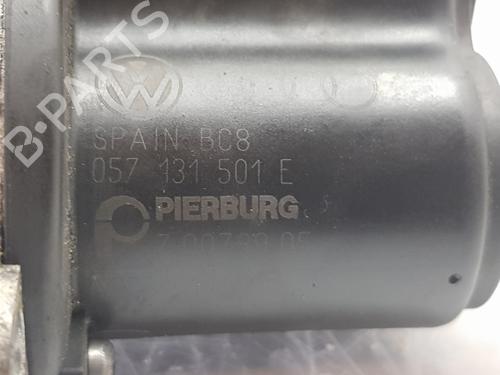 B-PARTS
SPAIN BC8
057 131 501 E
PIERBURG